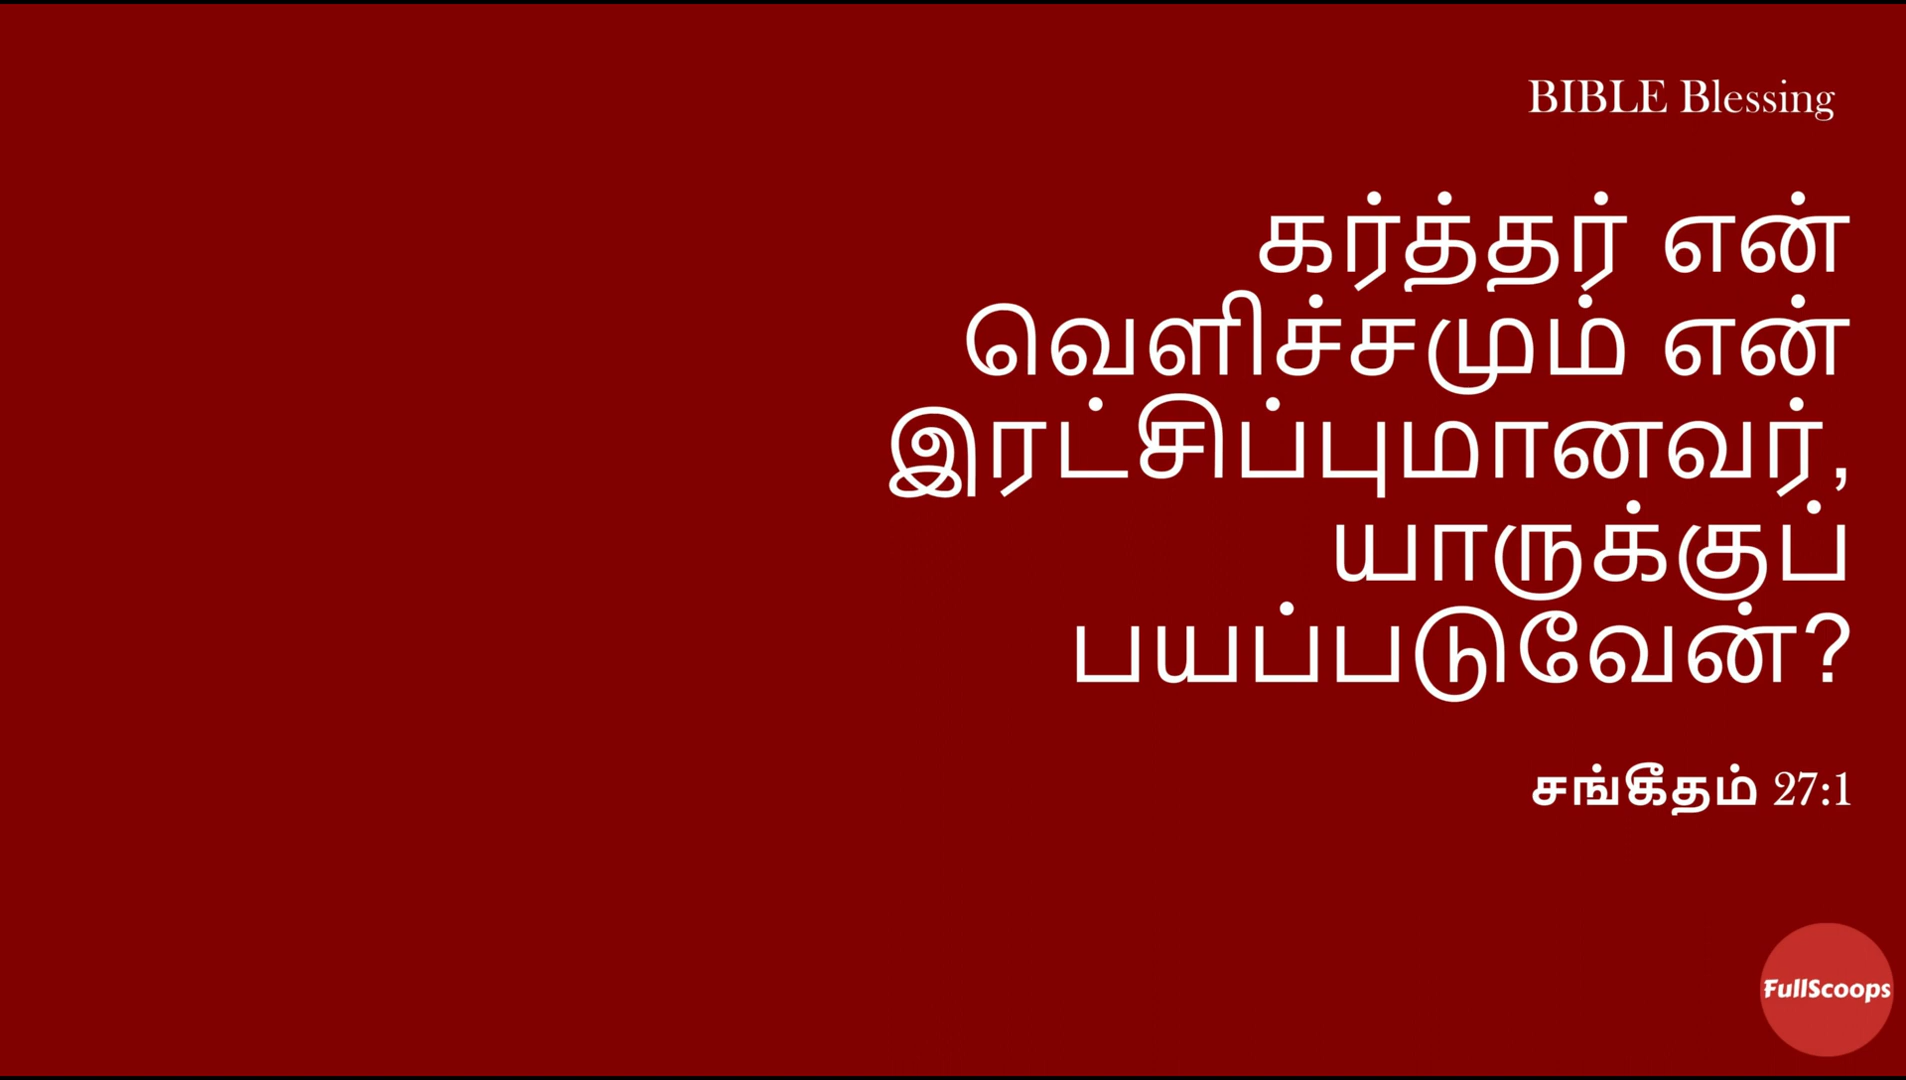 BIBLE Blessing
கர்த்தர் என்
வெளிச்சமும் என்
இரட்சிப்புமானவர்,
யாருக்குப்
பயப்படுவேன்?
சங்கீதம் 27:1
FullScoops